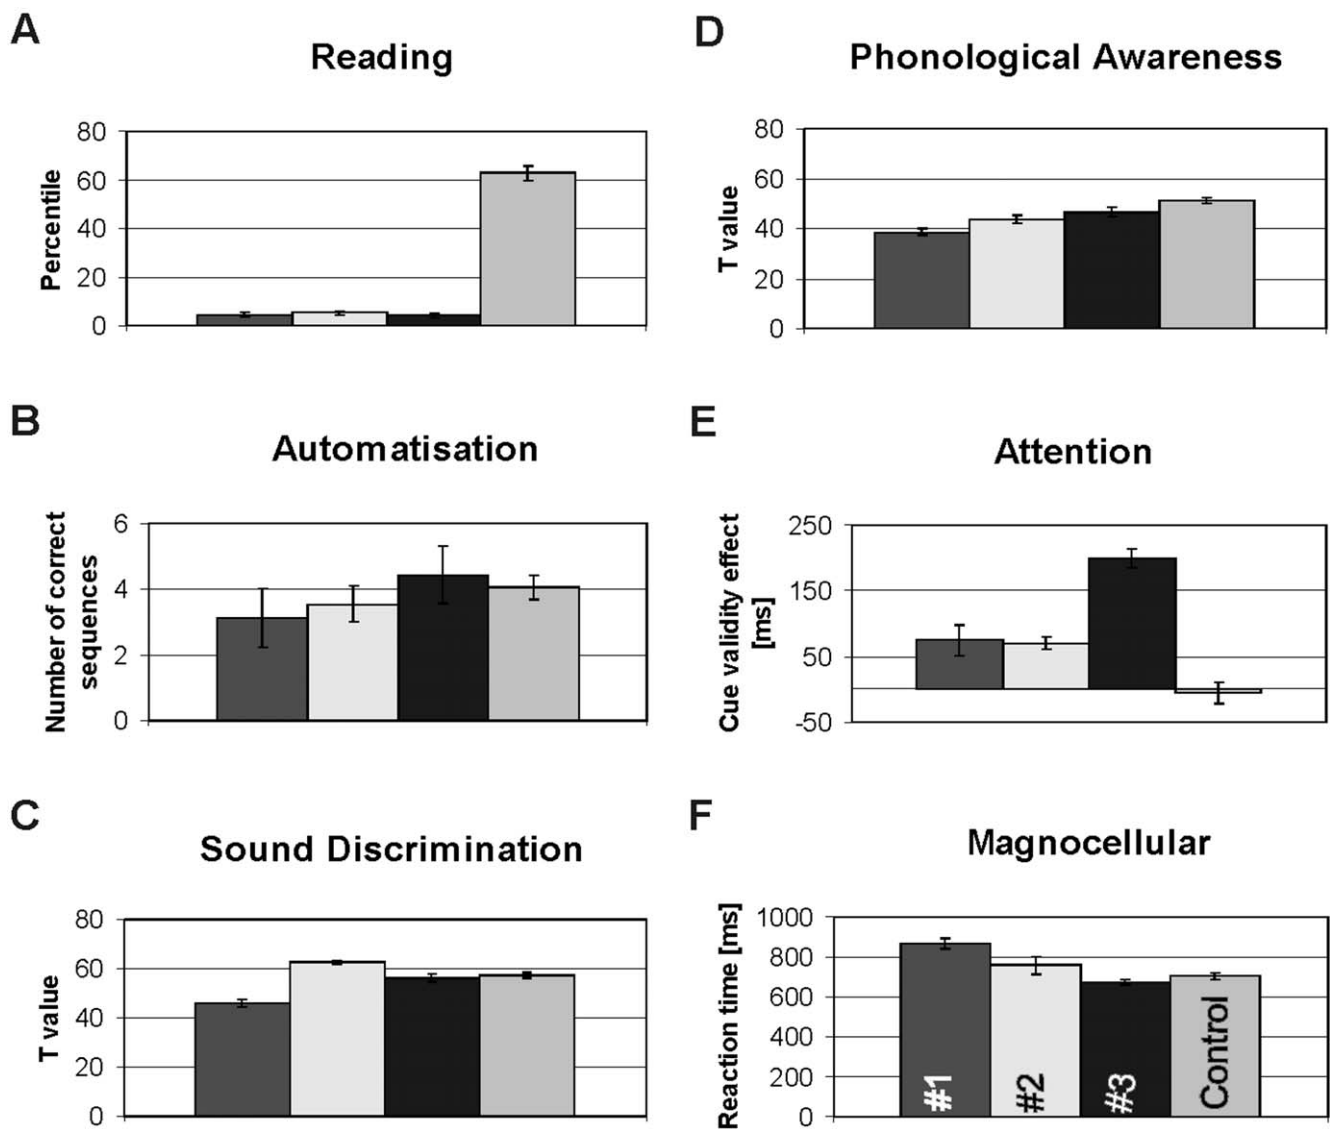 A
Reading
Percentile
80
60
40
20
0
B
Automatisation
Number of correct
sequences
6
4
2
0
C
Sound Discrimination
T value
80
60
40
20
0
D
Phonological Awareness
T value
80
60
40
20
0
E
Attention
Cue validity effect
[ms]
250
150
50
-50
F
Magnocellular
Reaction time [ms]
1000
800
600
400
200
0
#1
#2
#3
Control